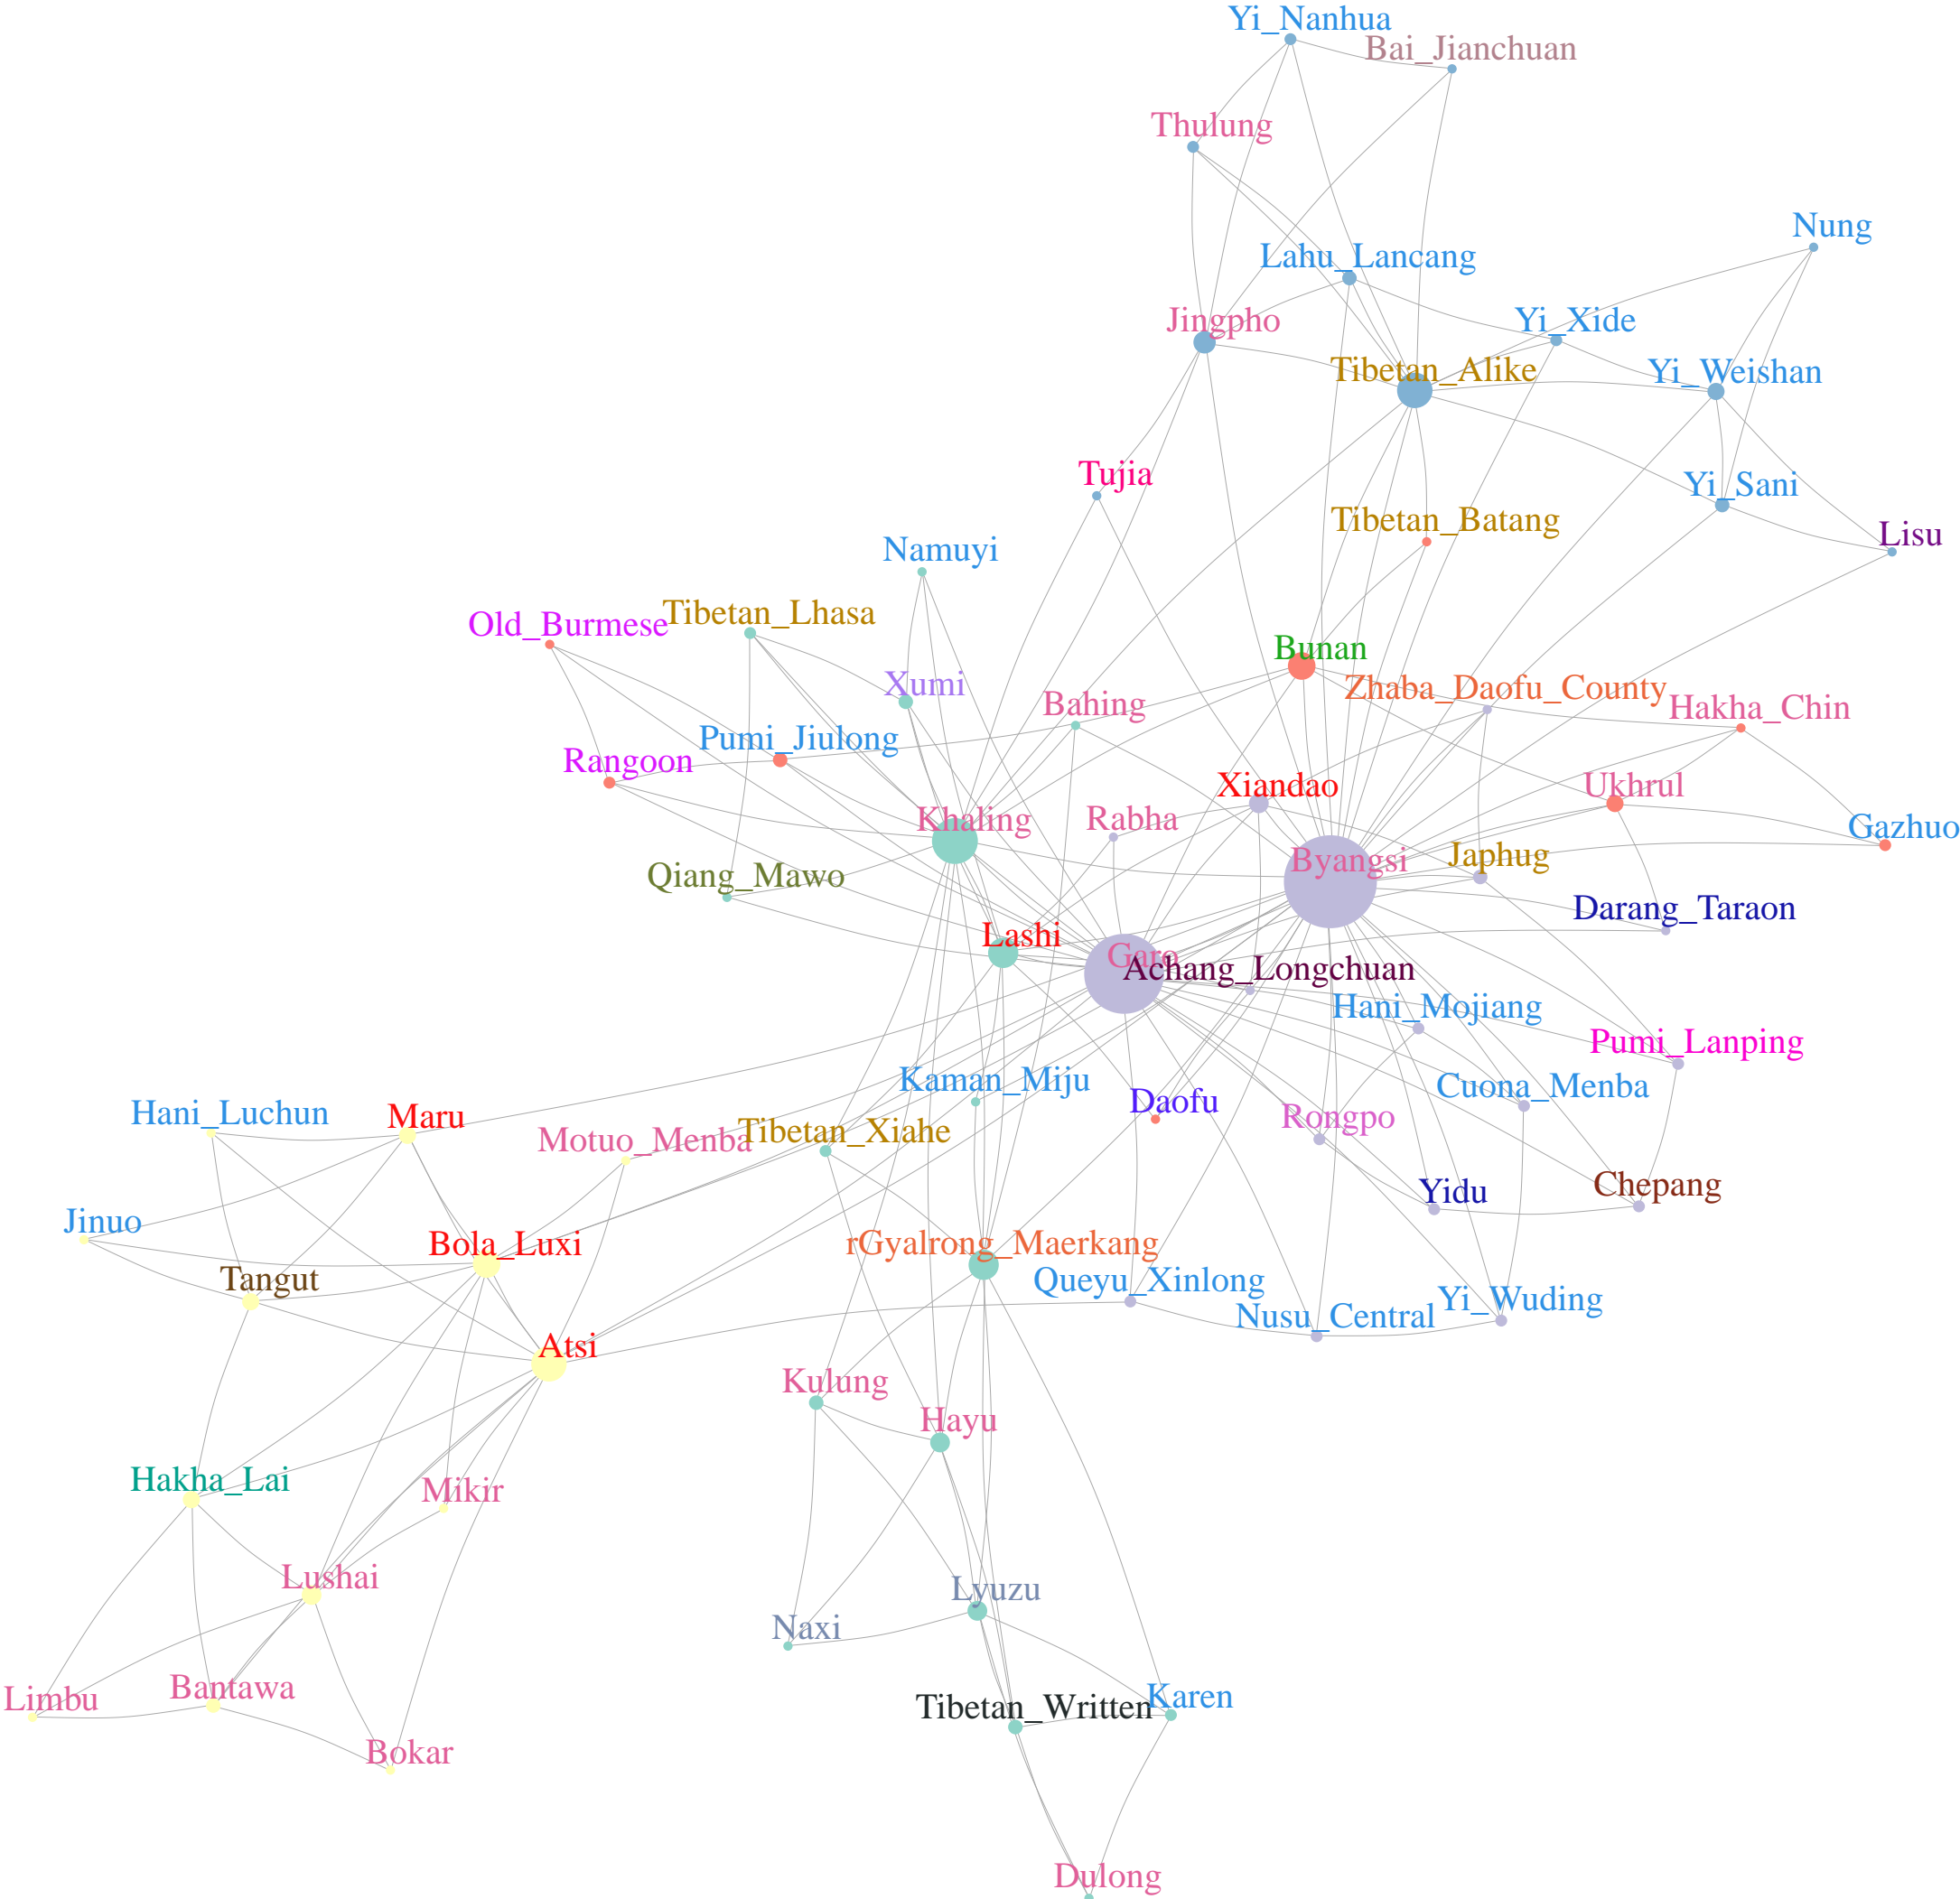 Yi_Nanhua
Bai_Jianchuan
Thulung
Nung
Lahu_Lancang
Jingpho
Yi_Xide
Tibetan_Alike
Yi_Weishan
Tujia
Yi_Sani
Tibetan_Batang
Lisu
Namuyi
Tibetan_Lhasa
Old_Burmese
Bunan
Xumi
Zhaba_Daofu_County
Bahing
Hakha_Chin
Pumi_Jiulong
Rangoon
Xiandao
Ukhrul
Khaling
Rabha
Gazhuo
Byangsi
Japhug
Qiang_Mawo
Darang_Taraon
Lashi
Garo
Achang_Longchuan
Hani_Mojiang
Pumi_Lanping
Kaman_Miju
Cuona_Menba
Daofu
Hani_Luchun
Maru
Rongpo
Motuo_Menba
Tibetan_Xiahe
Chepang
Yidu
Jinuo
Bola_Luxi
rGyalrong_Maerkang
Tangut
Queyu_Xinlong
Yi_Wuding
Nusu_Central
Atsi
Kulung
Hayu
Hakha_Lai
Mikir
Lushai
Lyuzu
Naxi
Bantawa
Limbu
Karen
Tibetan_Written
Bokar
Dulong